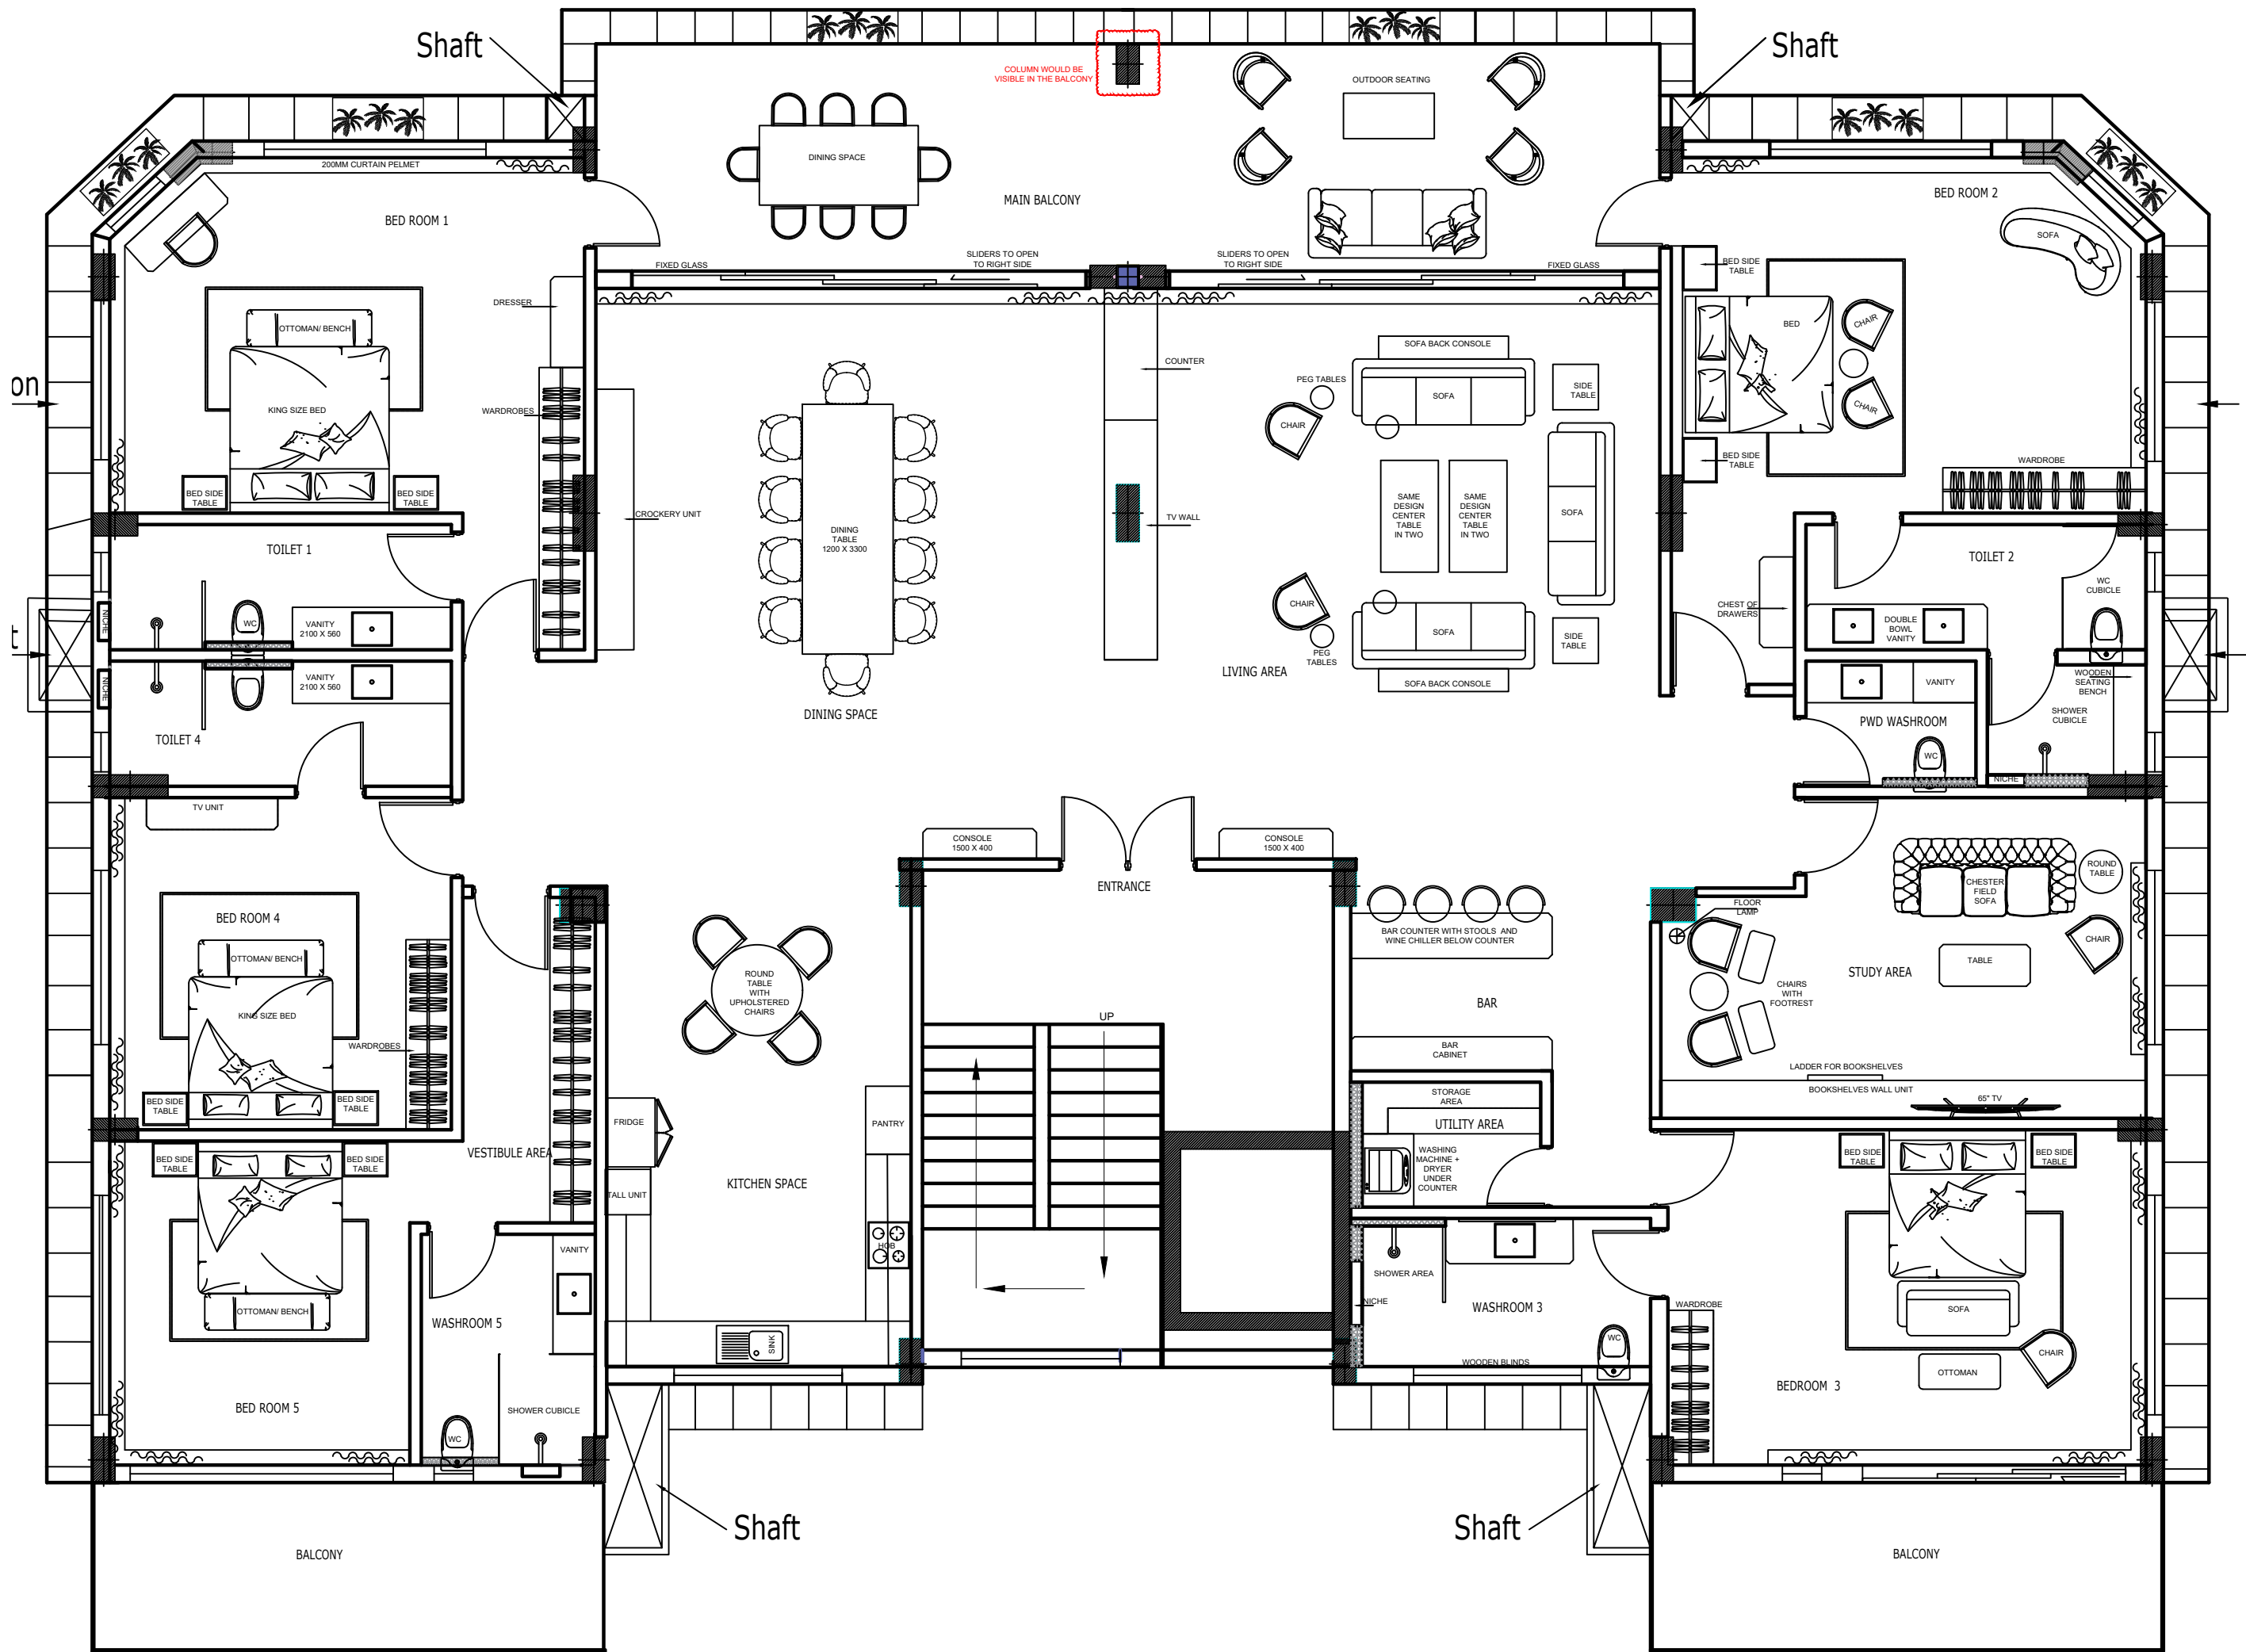 Shaft
Shaft
COLUMN WOULD BE
VISIBLE IN THE BALCONY
OUTDOOR SEATING
DINING SPACE
MAIN BALCONY
200MM CURTAIN PELMET
BED ROOM 1
BED ROOM 2
SOFA
FIXED GLASS
SLIDERS TO OPEN
TO RIGHT SIDE
SLIDERS TO OPEN
TO RIGHT SIDE
FIXED GLASS
BED SIDE
TABLE
DRESSER
OTTOMAN/ BENCH
BED
CHAIR
CHAIR
COUNTER
SOFA BACK CONSOLE
on
KING SIZE BED
WARDROBES
PEG TABLES
SOFA
SIDE
TABLE
CHAIR
BED SIDE
TABLE
WARDROBE
BED SIDE
TABLE
BED SIDE
TABLE
CROCKERY UNIT
DINING
TABLE
1200 X 3300
TV WALL
SAME
DESIGN
CENTER
TABLE
IN TWO
SAME
DESIGN
CENTER
TABLE
IN TWO
SOFA
TOILET 1
TOILET 2
NICHE
WC
VANITY
2100 X 560
CHAIR
SOFA
SIDE
TABLE
PEG
TABLES
SOFA BACK CONSOLE
LIVING AREA
CHEST OF
DRAWERS
DOUBLE
BOWL
VANITY
WC
CUBICLE
t
NICHE
VANITY
2100 X 560
TOILET 4
DINING SPACE
VANITY
PWD WASHROOM
WC
WOODEN
SEATING
BENCH
SHOWER
CUBICLE
NICHE
TV UNIT
CONSOLE
1500 X 400
CONSOLE
1500 X 400
ENTRANCE
BED ROOM 4
OTTOMAN/ BENCH
KING SIZE BED
WARDROBES
BED SIDE
TABLE
BED SIDE
TABLE
ROUND
TABLE
WITH
UPHOLSTERED
CHAIRS
UP
BAR COUNTER WITH STOOLS AND
WINE CHILLER BELOW COUNTER
BAR
BAR
CABINET
FLOOR
LAMP
CHESTER
FIELD
SOFA
ROUND
TABLE
CHAIR
STUDY AREA
TABLE
CHAIRS
WITH
FOOTREST
LADDER FOR BOOKSHELVES
BOOKSHELVES WALL UNIT
65" TV
FRIDGE
PANTRY
STORAGE
AREA
UTILITY AREA
WASHING
MACHINE +
DRYER
UNDER
COUNTER
VESTIBULE AREA
BED SIDE
TABLE
BED SIDE
TABLE
TALL UNIT
KITCHEN SPACE
HOB
SINK
BED SIDE
TABLE
BED SIDE
TABLE
VANITY
OTTOMAN/ BENCH
WASHROOM 5
SHOWER AREA
NICHE
WASHROOM 3
WC
WOODEN BLINDS
WARDROBE
SOFA
CHAIR
OTTOMAN
BEDROOM 3
BED ROOM 5
SHOWER CUBICLE
WC
Shaft
Shaft
BALCONY
BALCONY